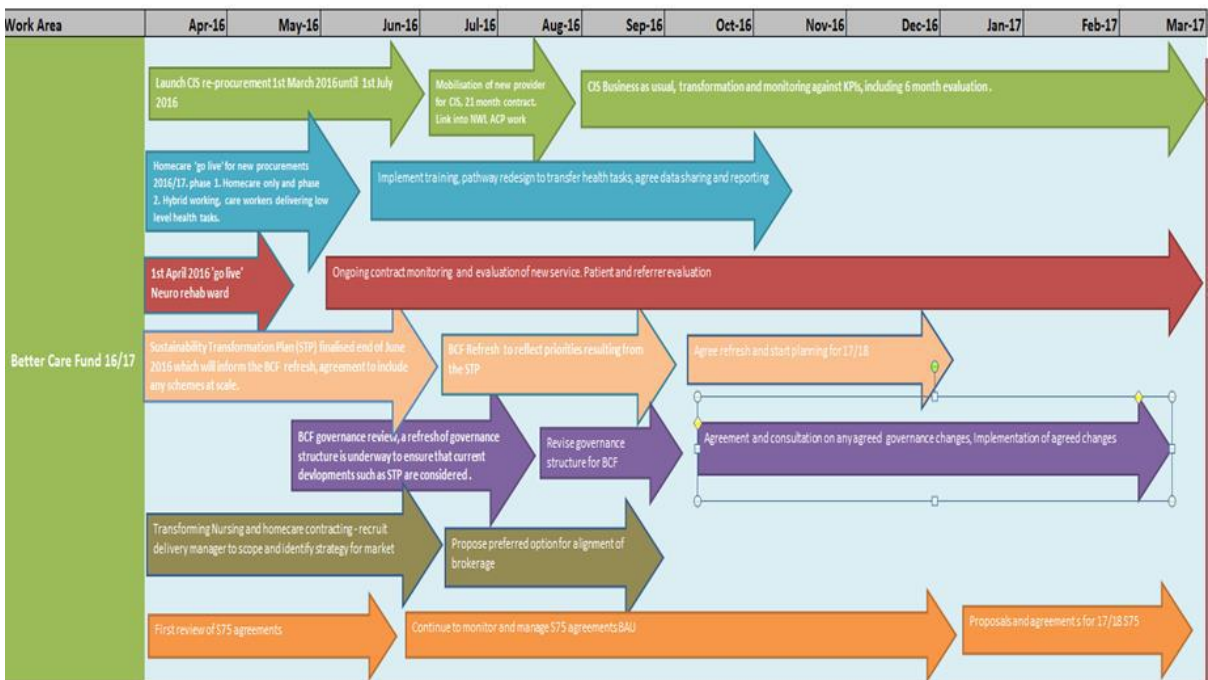 Work Area Apr-16 May-16 Jun-16 Jul-16 Aug-16 Sep-16 Oct-16 Nov-16 Dec-16 Jan-17 Feb-17 Mar-17
Better Care Fund 16/17
Launch CIS re-procurement 1st March 2016 until 1st July
2016
Mobilisation of new provider
for CIS, 21 month contract.
Link into NWL ACP work
CIS Business as usual, transformation and monitoring against KPIs, including 6 month evaluation .
Homecare 'go live' for new procurements
2016/17. phase 1. Homecare only and phase
2. Hybrid working, care workers delivering low
level health tasks.
Implement training, pathway redesign to transfer health tasks, agree data sharing and reporting
1st April 2016 'go live'
Neuro rehab ward
Ongoing contract monitoring and evaluation of new service. Patient and referrer evaluation
Sustainability Transformation Plan (STP) finalised end of June
2016 which will inform the BCF refresh, agreement to include
any schemes at scale.
BCF Refresh to reflect priorities resulting from
the STP
Agree refresh and start planning for 17/18
BCF governance review, a refresh of governance
structure is underway to ensure that current
devlopments such as STP are considered .
Revise governance
structure for BCF
Agreement and consultation on any agreed governance changes, Implementation of agreed changes
Transforming Nursing and homecare contracting - recruit
delivery manager to scope and identify strategy for market
Propose preferred option for alignment of
brokerage
First review of S75 agreements
Continue to monitor and manage S75 agreements BAU
Proposals and agreements for 17/18 S75